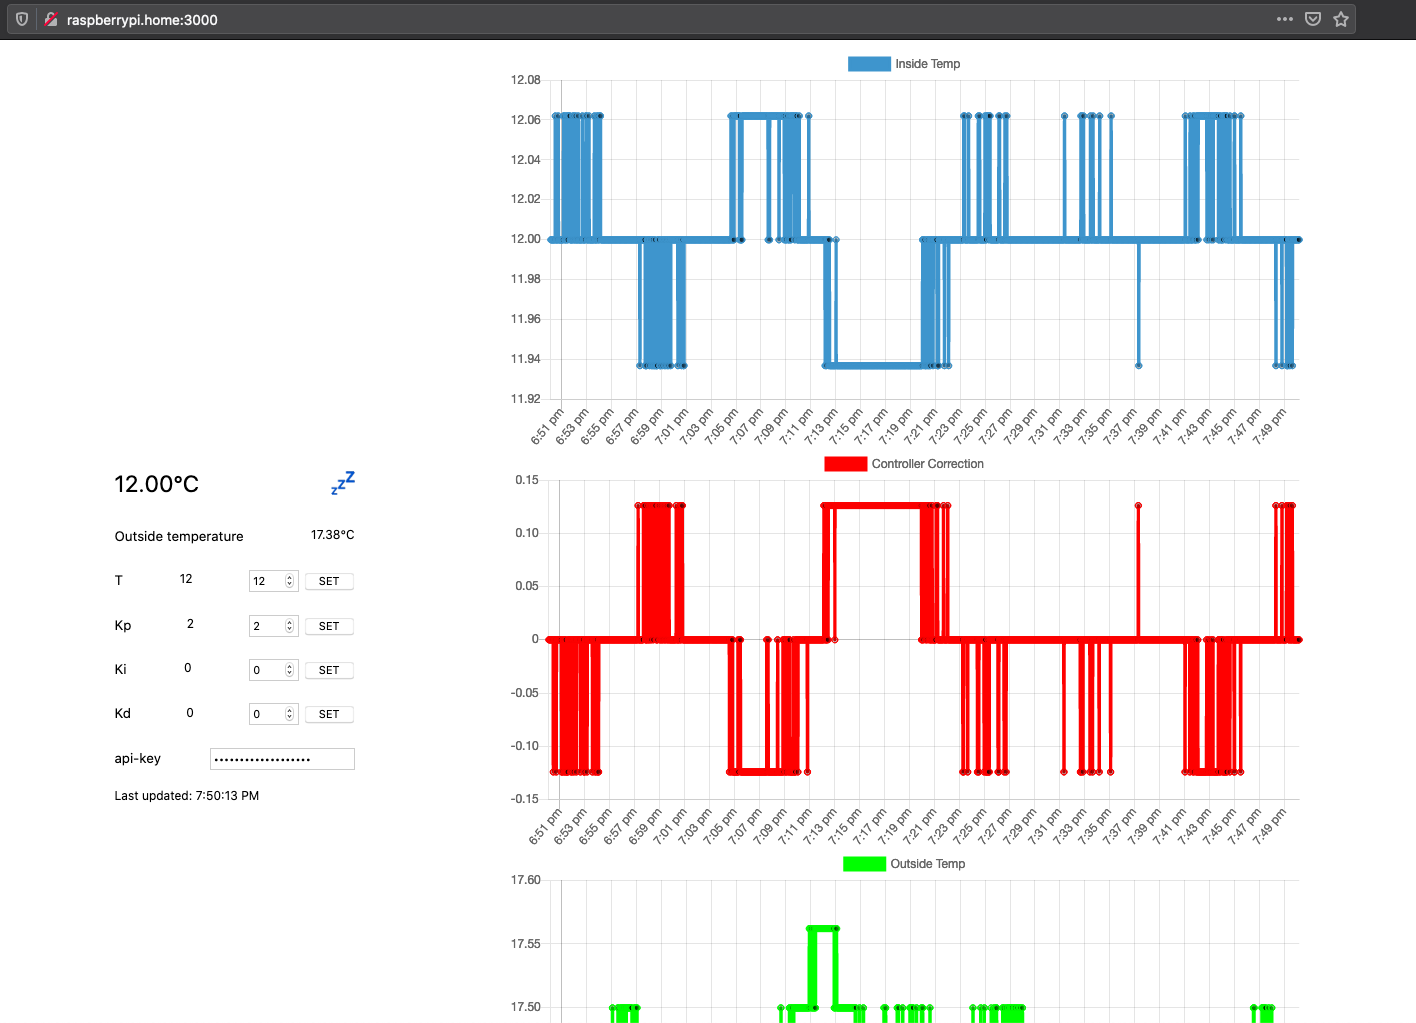 raspberrypi.home:3000
Inside Temp
12.08
12.06
12.04
12.02
12.00
11.98
11.96
11.94
11.92
6:51 pm 6:53 pm 6:55 pm 6:57 pm 6:59 pm 7:01 pm 7:03 pm 7:05 pm 7:07 pm 7:09 pm 7:11 pm 7:13 pm 7:15 pm 7:17 pm 7:19 pm 7:21 pm 7:23 pm 7:25 pm 7:27 pm 7:29 pm 7:31 pm 7:33 pm 7:35 pm 7:37 pm 7:39 pm 7:41 pm 7:43 pm 7:45 pm 7:47 pm 7:49 pm
12.00°C zzZ
Outside temperature 17.38°C
T 12 12 SET
Kp 2 2 SET
Ki 0 0 SET
Kd 0 0 SET
api-key
Last updated: 7:50:13 PM
Controller Correction
0.15
0.10
0.05
0
-0.05
-0.10
-0.15
6:51 pm 6:53 pm 6:55 pm 6:57 pm 6:59 pm 7:01 pm 7:03 pm 7:05 pm 7:07 pm 7:09 pm 7:11 pm 7:13 pm 7:15 pm 7:17 pm 7:19 pm 7:21 pm 7:23 pm 7:25 pm 7:27 pm 7:29 pm 7:31 pm 7:33 pm 7:35 pm 7:37 pm 7:39 pm 7:41 pm 7:43 pm 7:45 pm 7:47 pm 7:49 pm
Outside Temp
17.60
17.55
17.50